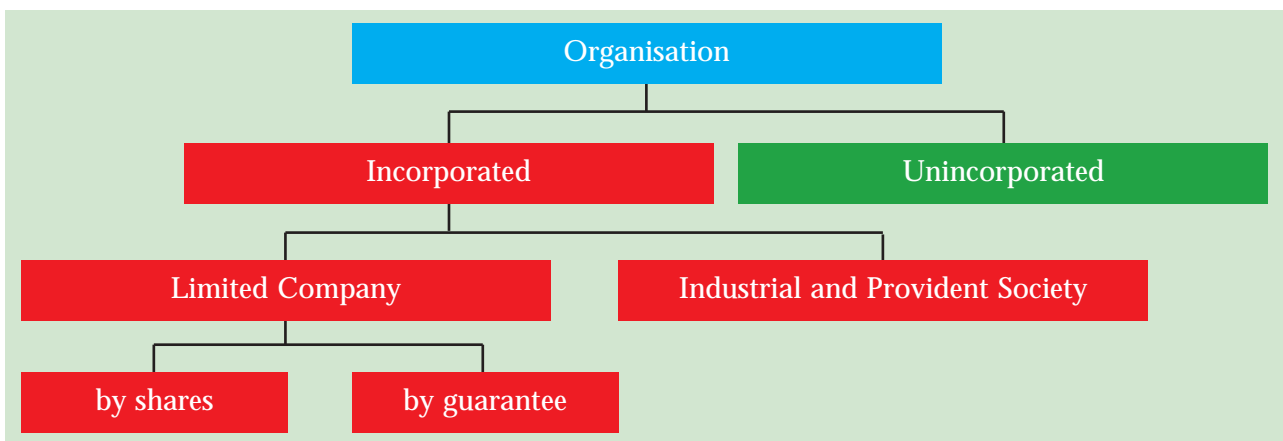 Organisation
Incorporated
Unincorporated
Limited Company
Industrial and Provident Society
by shares
by guarantee